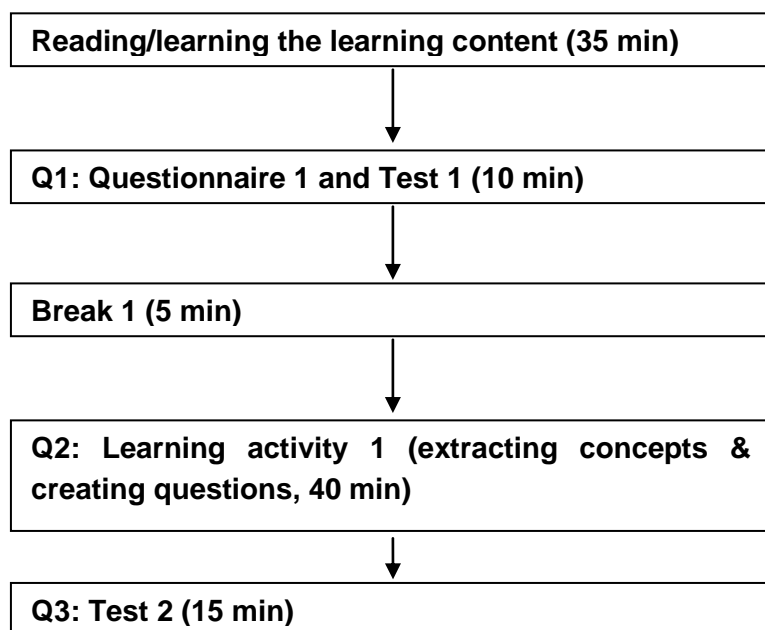 Reading/learning the learning content (35 min)
Q1: Questionnaire 1 and Test 1 (10 min)
Break 1 (5 min)
Q2: Learning activity 1 (extracting concepts &
creating questions, 40 min)
Q3: Test 2 (15 min)